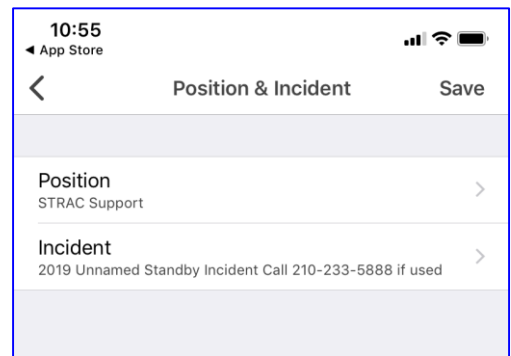 10:55
◀ App Store
Position & Incident
Save
Position
STRAC Support
Incident
2019 Unnamed Standby Incident Call 210-233-5888 if used